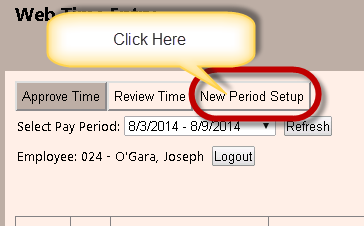 Web Time Entry
Click Here
Approve Time Review Time New Period Setup
Select Pay Period: 8/3/2014 - 8/9/2014 Refresh
Employee: 024 - O'Gara, Joseph Logout